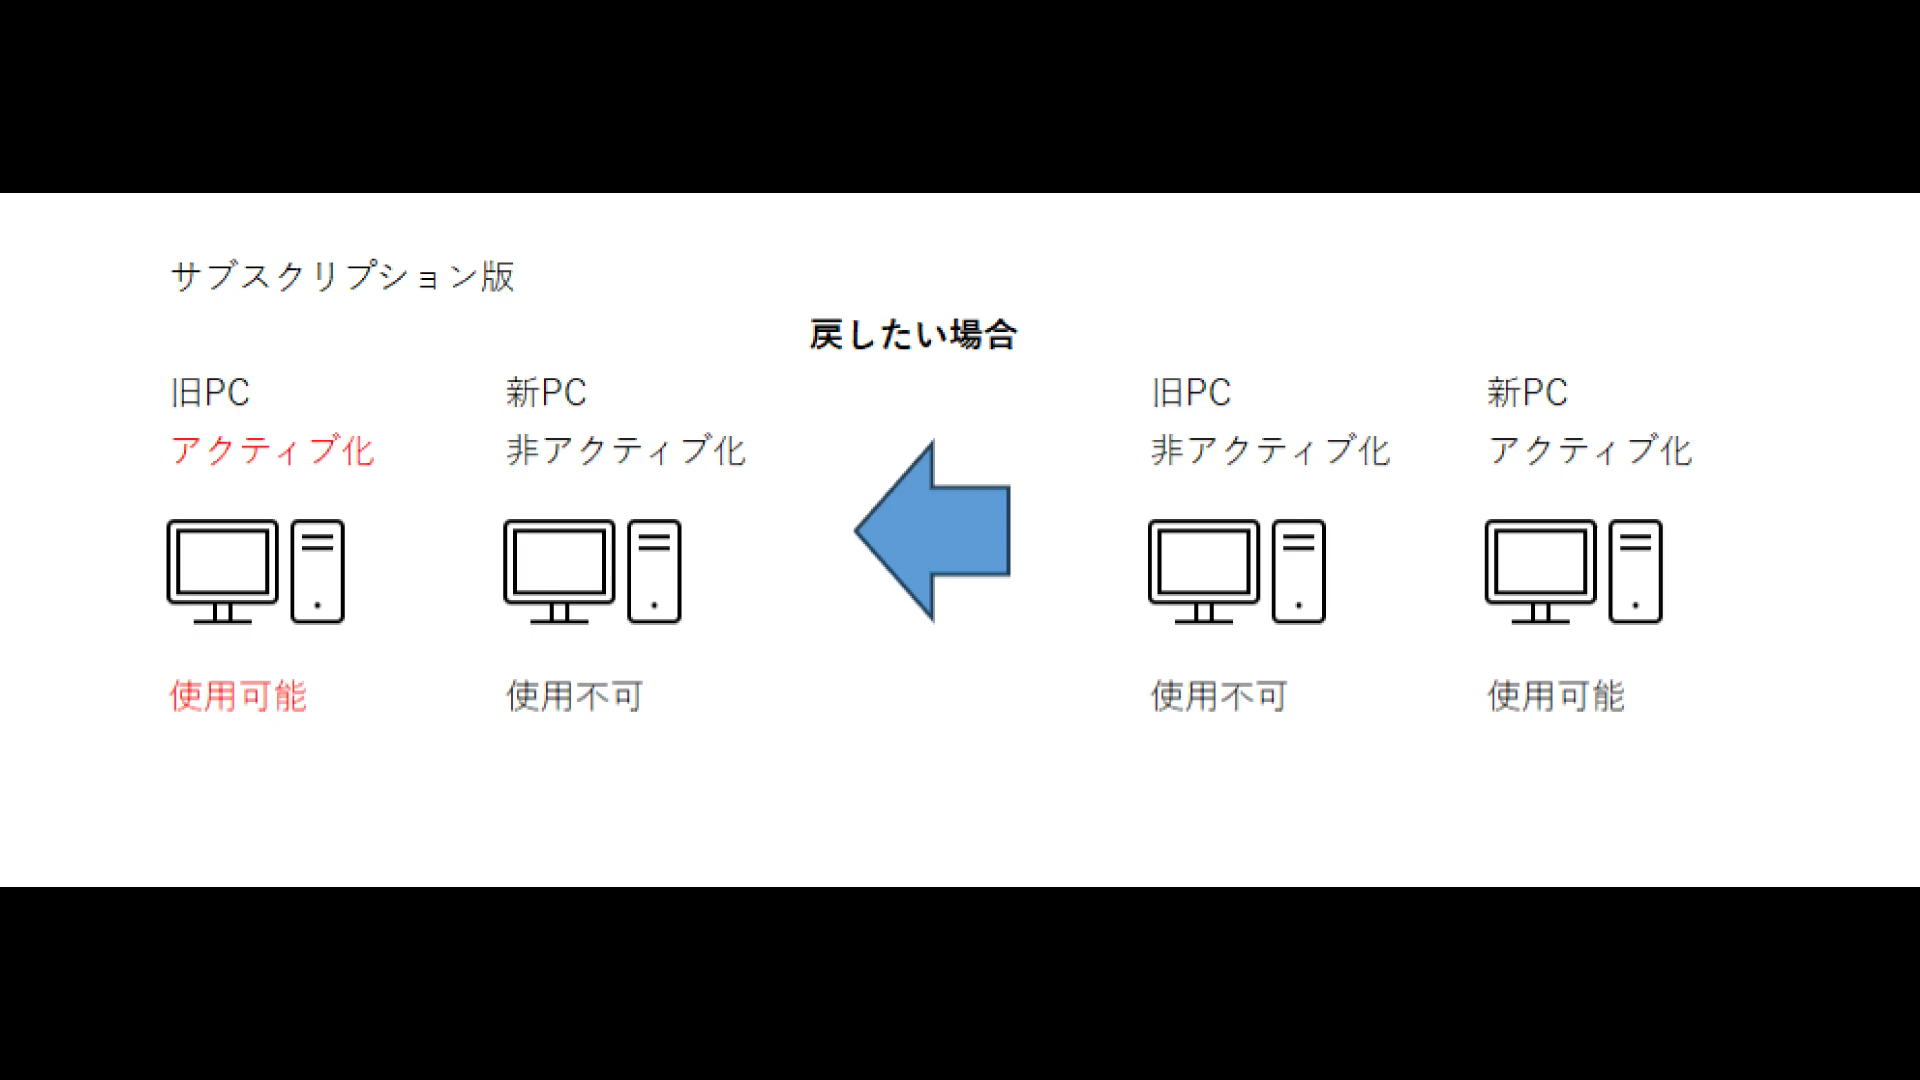 サブスクリプション版
戻したい場合
旧PC
アクティブ化
使用可能
新PC
非アクティブ化
使用不可
旧PC
非アクティブ化
使用不可
新PC
アクティブ化
使用可能